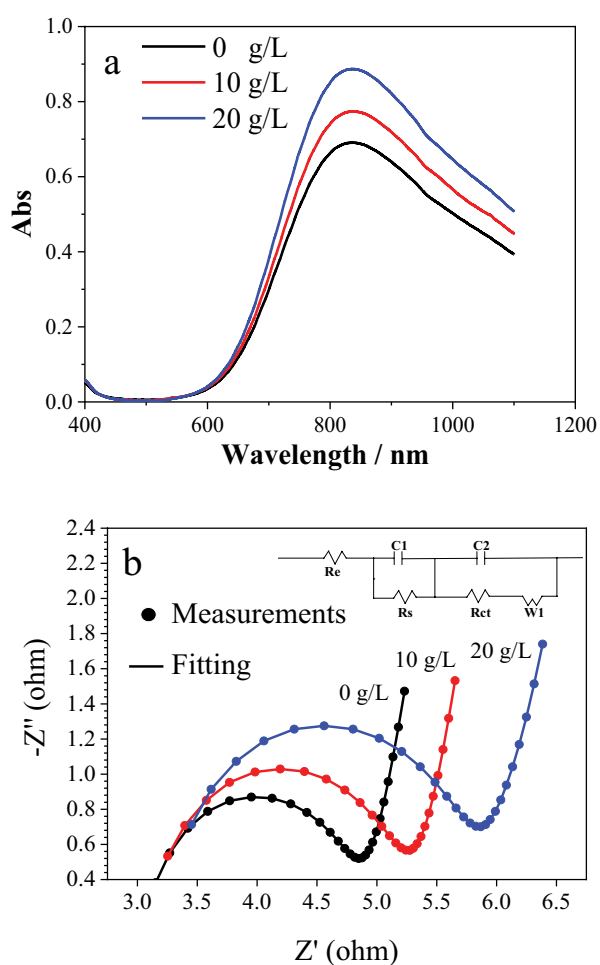 a
0 g/L
10 g/L
20 g/L
1.0
0.8
0.6
0.4
0.2
0.0
Abs
400 600 800 1000 1200
Wavelength / nm
b
2.4
2.2
2.0
1.8
1.6
1.4
1.2
1.0
0.8
0.6
0.4
-Z" (ohm)
Re
C1
Rs
C2
Rct
W1
Measurements
Fitting
0 g/L
10 g/L
20 g/L
3.0 3.5 4.0 4.5 5.0 5.5 6.0 6.5
Z' (ohm)